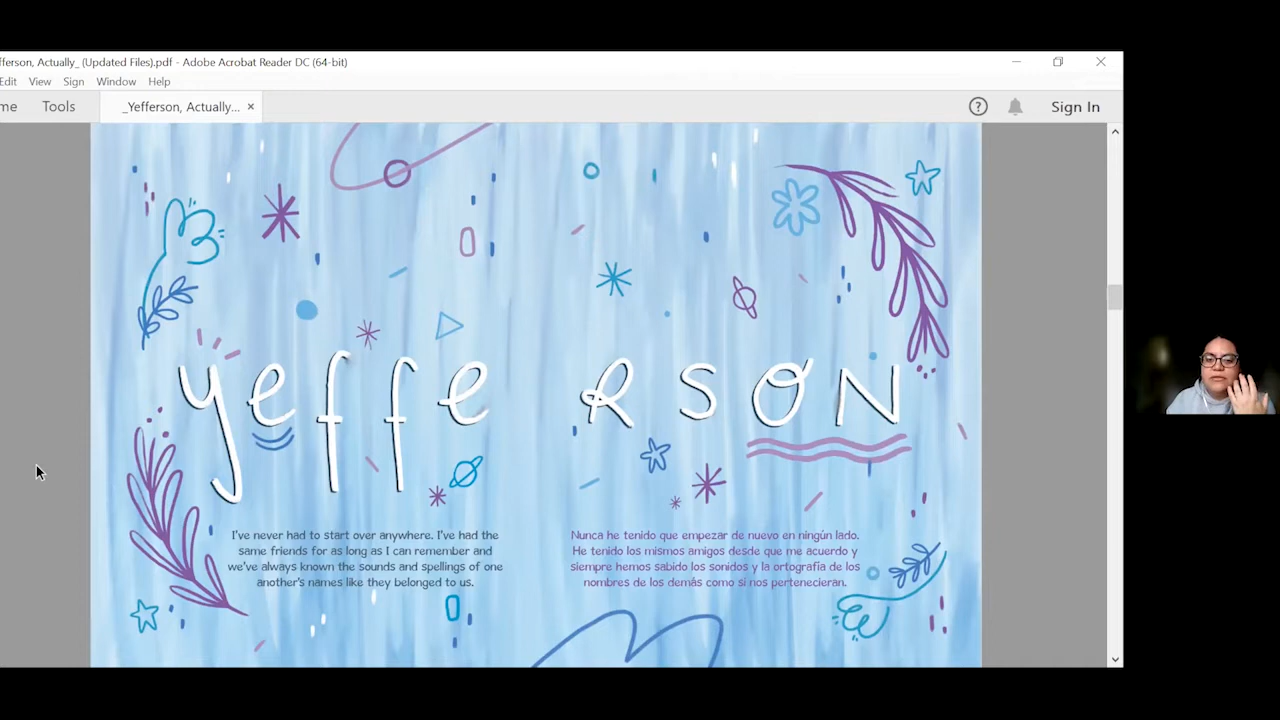 fferson, Actually_ (Updated Files).pdf - Adobe Acrobat Reader DC (64-bit)
Edit View Sign Window Help
me Tools _Yefferson, Actually... × ? Sign In
yeffe RSON
I've never had to start over anywhere. I've had the
same friends for as long as I can remember and
we've always known the sounds and spellings of one
another's names like they belonged to us.
Nunca he tenido que empezar de nuevo en ningún lado.
He tenido los mismos amigos desde que me acuerdo y
siempre hemos sabido los sonidos y la ortografía de los
nombres de los demás como si nos pertenecieran.